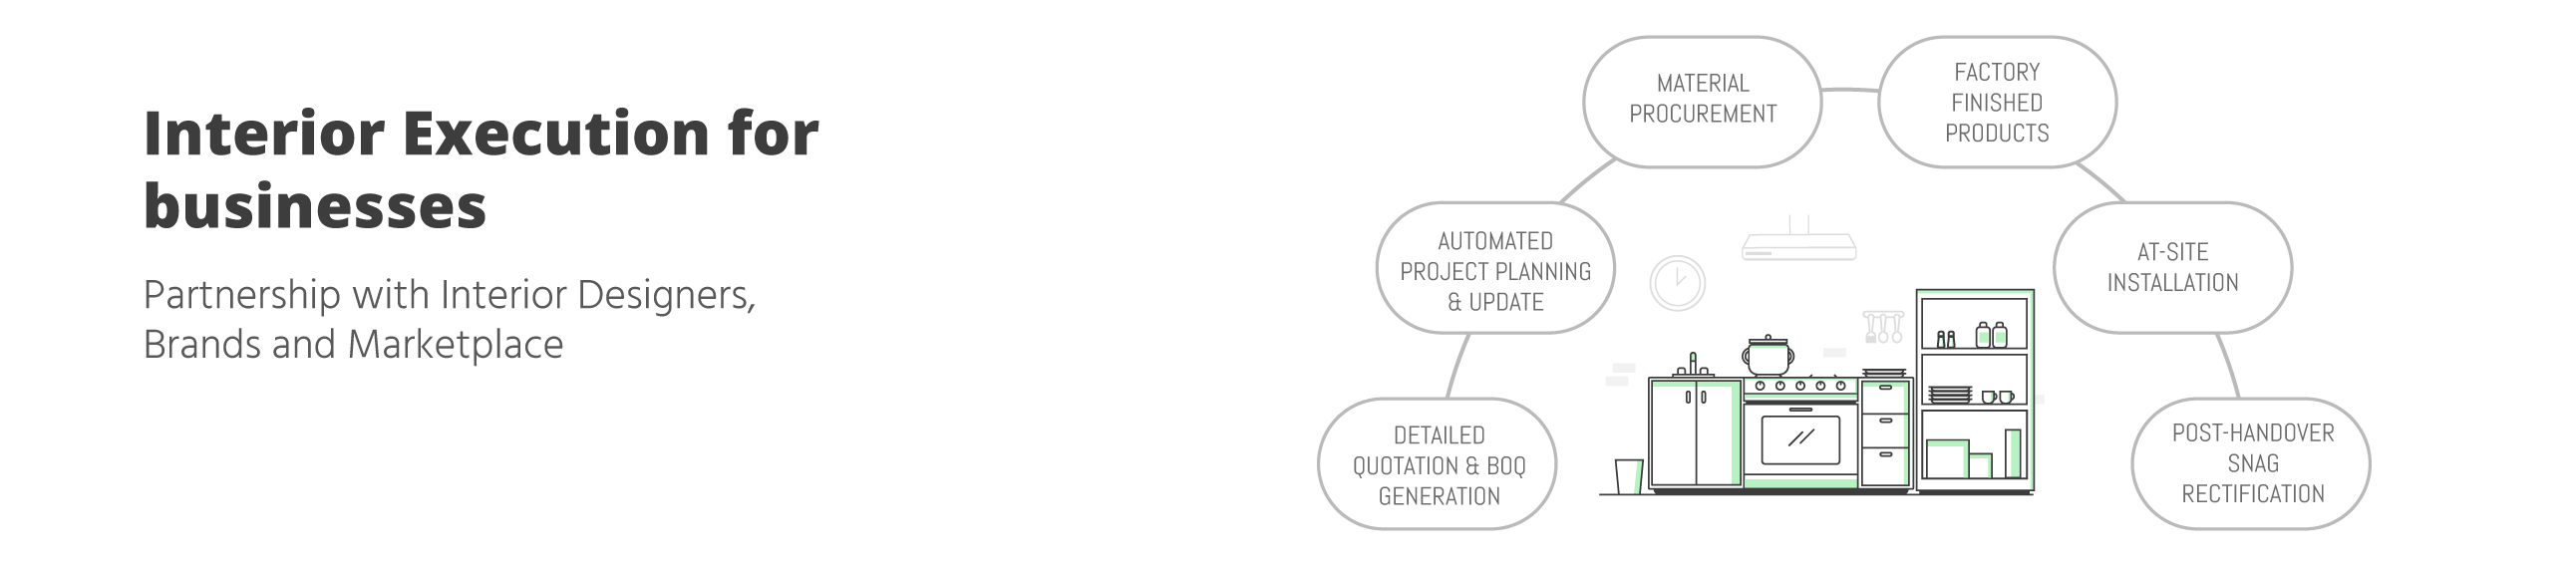 Interior Execution for
businesses
Partnership with Interior Designers,
Brands and Marketplace
MATERIAL
PROCUREMENT
FACTORY
FINISHED
PRODUCTS
AUTOMATED
PROJECT PLANNING
& UPDATE
AT-SITE
INSTALLATION
DETAILED
QUOTATION & BOQ
GENERATION
POST-HANDOVER
SNAG
RECTIFICATION